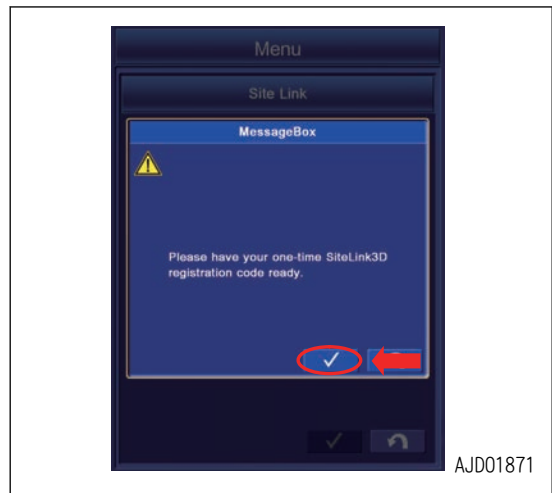 Menu
Site Link
MessageBox
Please have your one-time SiteLink3D
registration code ready.
AJD01871